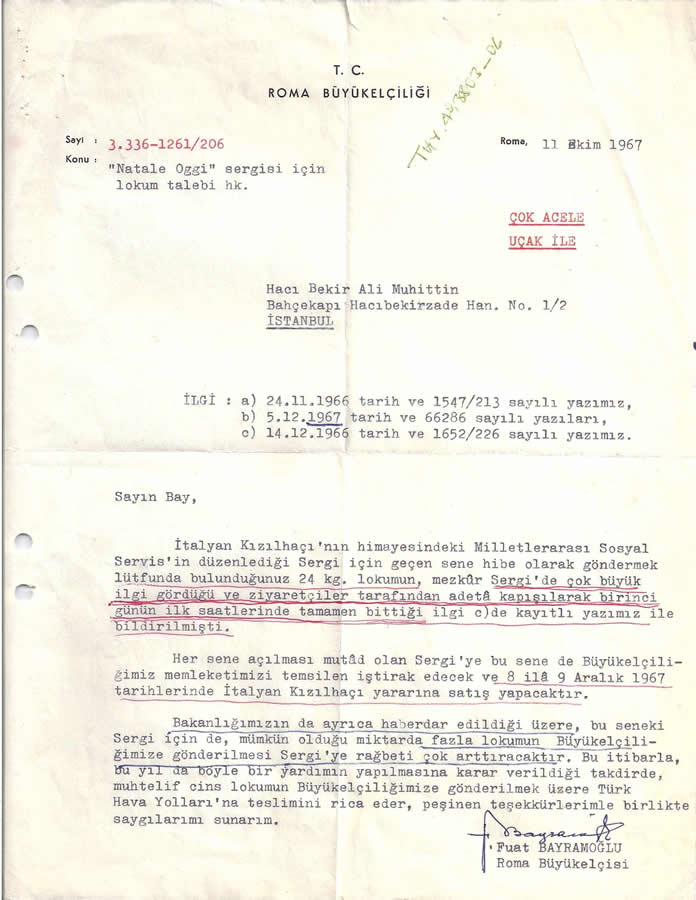 T. C.
ROMA BÜYÜKELÇİLİĞİ
Sayı : 3.336-1261/206
Roma, 11 Ekim 1967
Konu :
"Natale Oggi" sergisi için
lokum talebi hk.
ÇOK ACELE
UÇAK İLE
Hacı Bekir Ali Muhittin
Bahçekapı Hacıbekirzade Han. No. 1/2
İSTANBUL
İLGİ : a) 24.11.1966 tarih ve 1547/213 sayılı yazımız,
b) 5.12.1967 tarih ve 66286 sayılı yazıları,
c) 14.12.1966 tarih ve 1652/226 sayılı yazımız.
Sayın Bay,
İtalyan Kızılhaçı'nın himayesindeki Milletlerarası Sosyal
Servis'in düzenlediği Sergi için geçen sene hibe olarak göndermek
lütfunda bulunduğunuz 24 kg. lokumun, mezkûr Sergi'de çok büyük
ilgi gördüğü ve ziyaretçiler tarafından adetâ kapışılarak birinci
günün ilk saatlerinde tamamen bittiği ilgi c)de kayıtlı yazımız ile
bildirilmişti.
Her sene açılması mutâd olan Sergi'ye bu sene de Büyükelçili-
ğimiz memleketimizi temsilen iştirak edecek ve 8 ilâ 9 Aralık 1967
tarihlerinde İtalyan Kızılhaçı yararına satış yapacaktır.
Bakanlığımızın da ayrıca haberdar edildiği üzere, bu seneki
Sergi için de, mümkün olduğu miktarda fazla lokumun Büyükelçili-
ğimize gönderilmesi Sergi'ye rağbeti çok arttıracaktır. Bu itibarla,
bu yıl da böyle bir yardımın yapılmasına karar verildiği takdirde,
muhtelif cins lokumun Büyükelçiliğimize gönderilmek üzere Türk
Hava Yolları'na teslimini rica eder, peşinen teşekkürlerimle birlikte
saygılarımı sunarım.
Fuat BAYRAMOĞLU
Roma Büyükelçisi